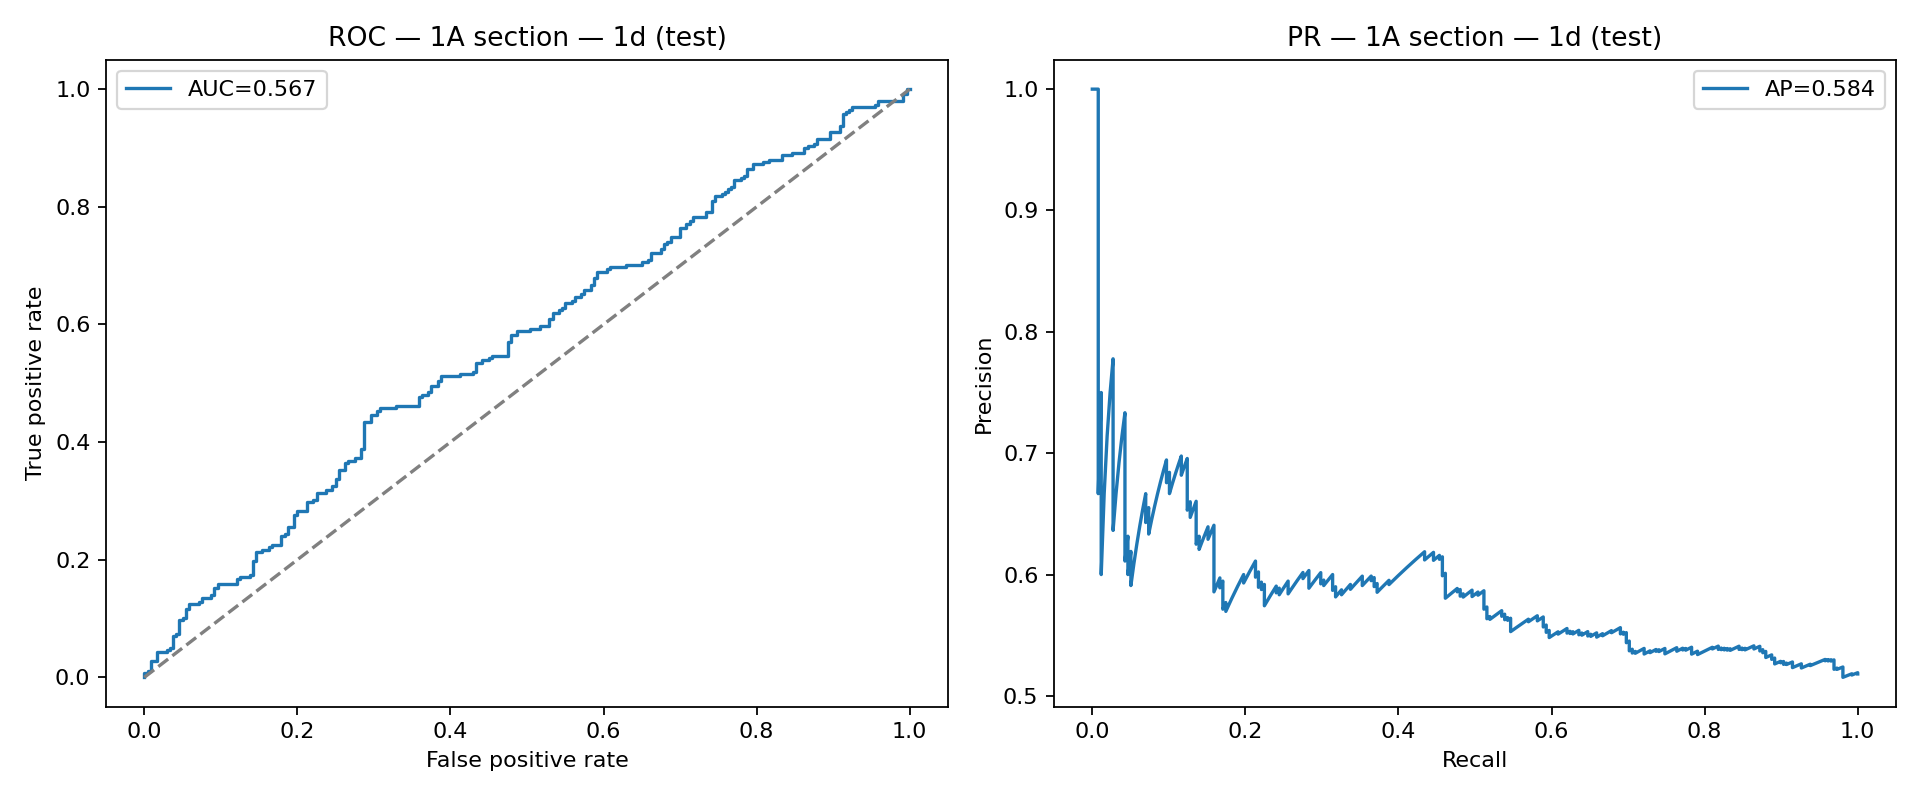 ROC — 1A section — 1d (test)
AUC=0.567
1.0
0.8
0.6
0.4
0.2
0.0
True positive rate
0.0 0.2 0.4 0.6 0.8 1.0
False positive rate
PR — 1A section — 1d (test)
AP=0.584
1.0
0.9
0.8
0.7
0.6
0.5
Precision
0.0 0.2 0.4 0.6 0.8 1.0
Recall